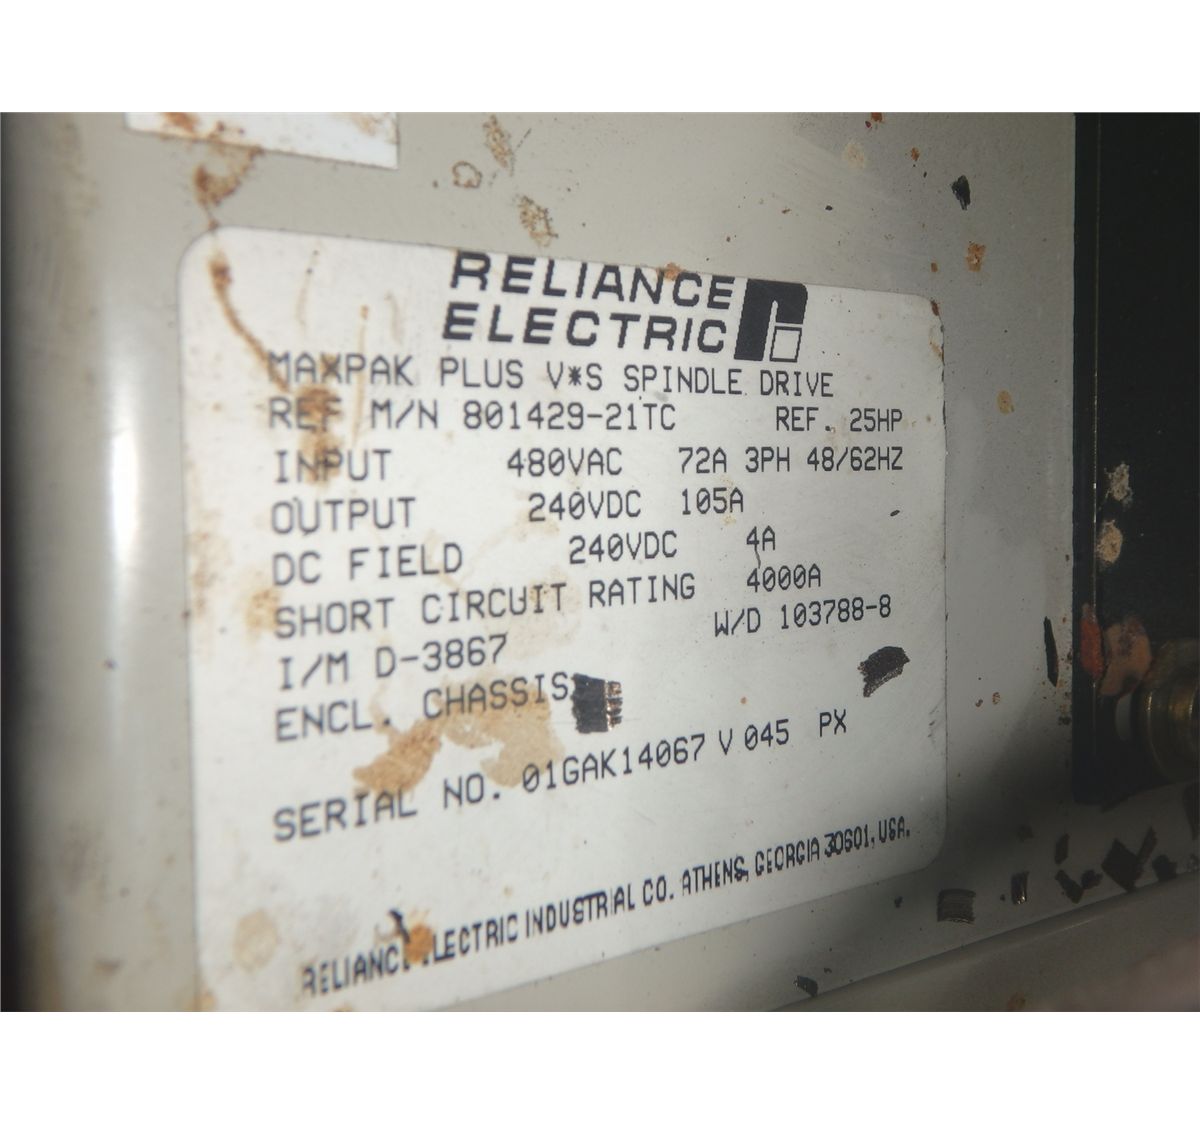 RELIANCE
ELECTRIC
MAXPAK PLUS V*S SPINDLE DRIVE
REF M/N 801429-21TC REF. 25HP
INPUT 480VAC 72A 3PH 48/62HZ
OUTPUT 240VDC 105A
DC FIELD 240VDC 4A
SHORT CIRCUIT RATING 4000A
I/M D-3867 W/D 103788-8
ENCL. CHASSIS
SERIAL NO. 01GAK14067 V 045 PX
RELIANCE ELECTRIC INDUSTRIAL CO. ATHENS, GEORGIA 30601, USA.